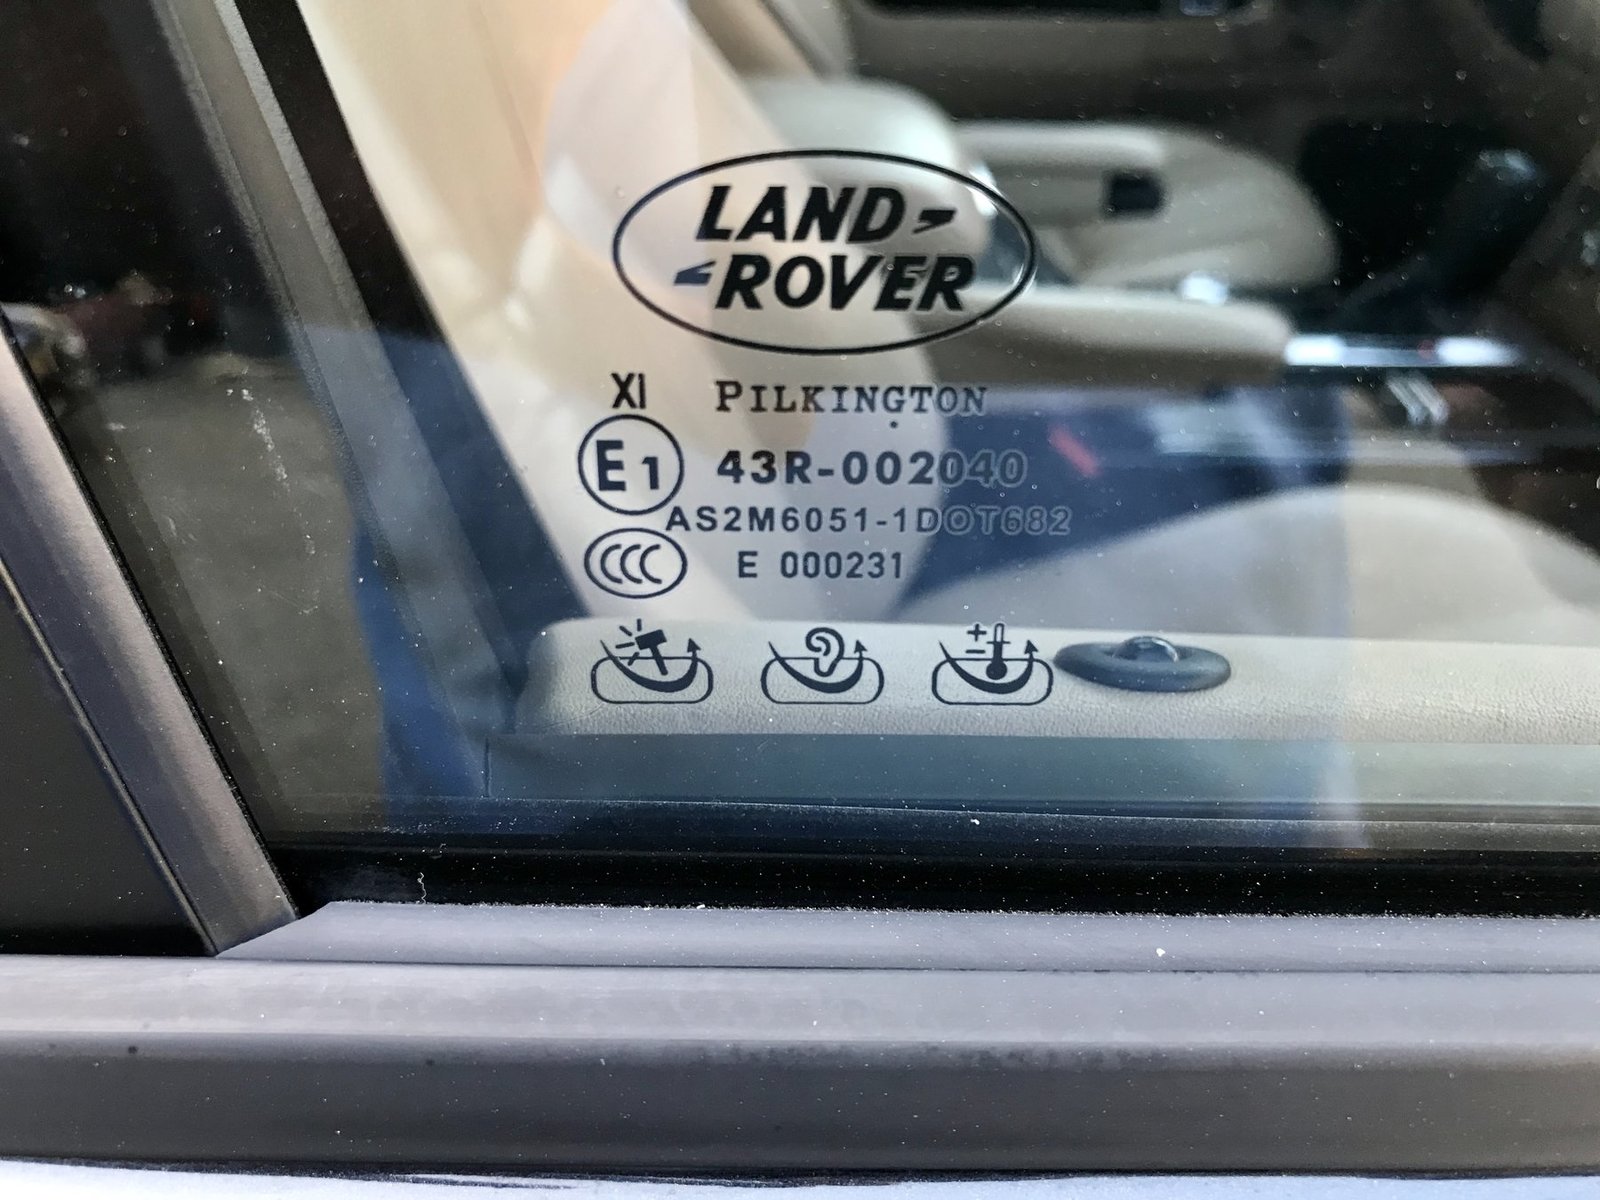 LAND
ROVER
XI PILKINGTON
E1 43R-002040
AS2M6051-1DOT682
CCC E 000231